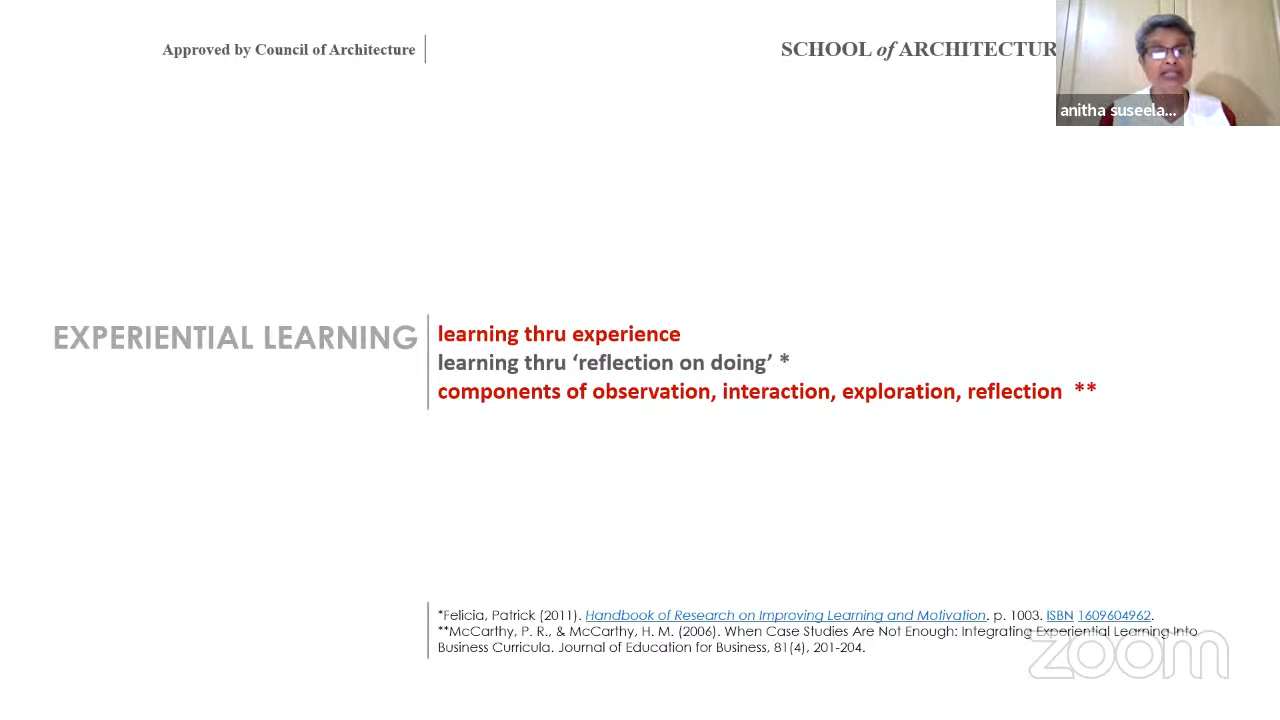 Approved by Council of Architecture
SCHOOL of ARCHITECTUR
anitha suseela...
EXPERIENTIAL LEARNING
learning thru experience
learning thru ‘reflection on doing’ *
components of observation, interaction, exploration, reflection **
*Felicia, Patrick (2011). Handbook of Research on Improving Learning and Motivation. p. 1003. ISBN 1609604962.
**McCarthy, P. R., & McCarthy, H. M. (2006). When Case Studies Are Not Enough: Integrating Experiential Learning Into
Business Curricula. Journal of Education for Business, 81(4), 201-204.
zoom